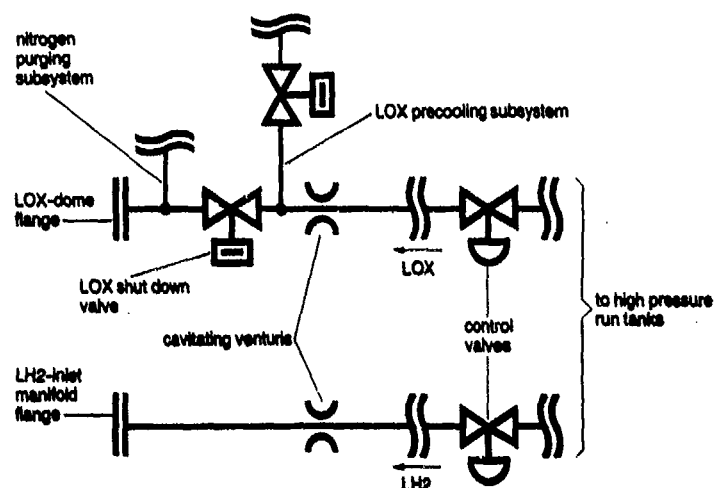 nitrogen
purging
subsystem
LOX precooling subsystem
LOX-dome
flange
LOX
LOX shut down
valve
to high pressure
run tanks
control
valves
cavitating venturis
LH2-inlet
manifold
flange
LH2